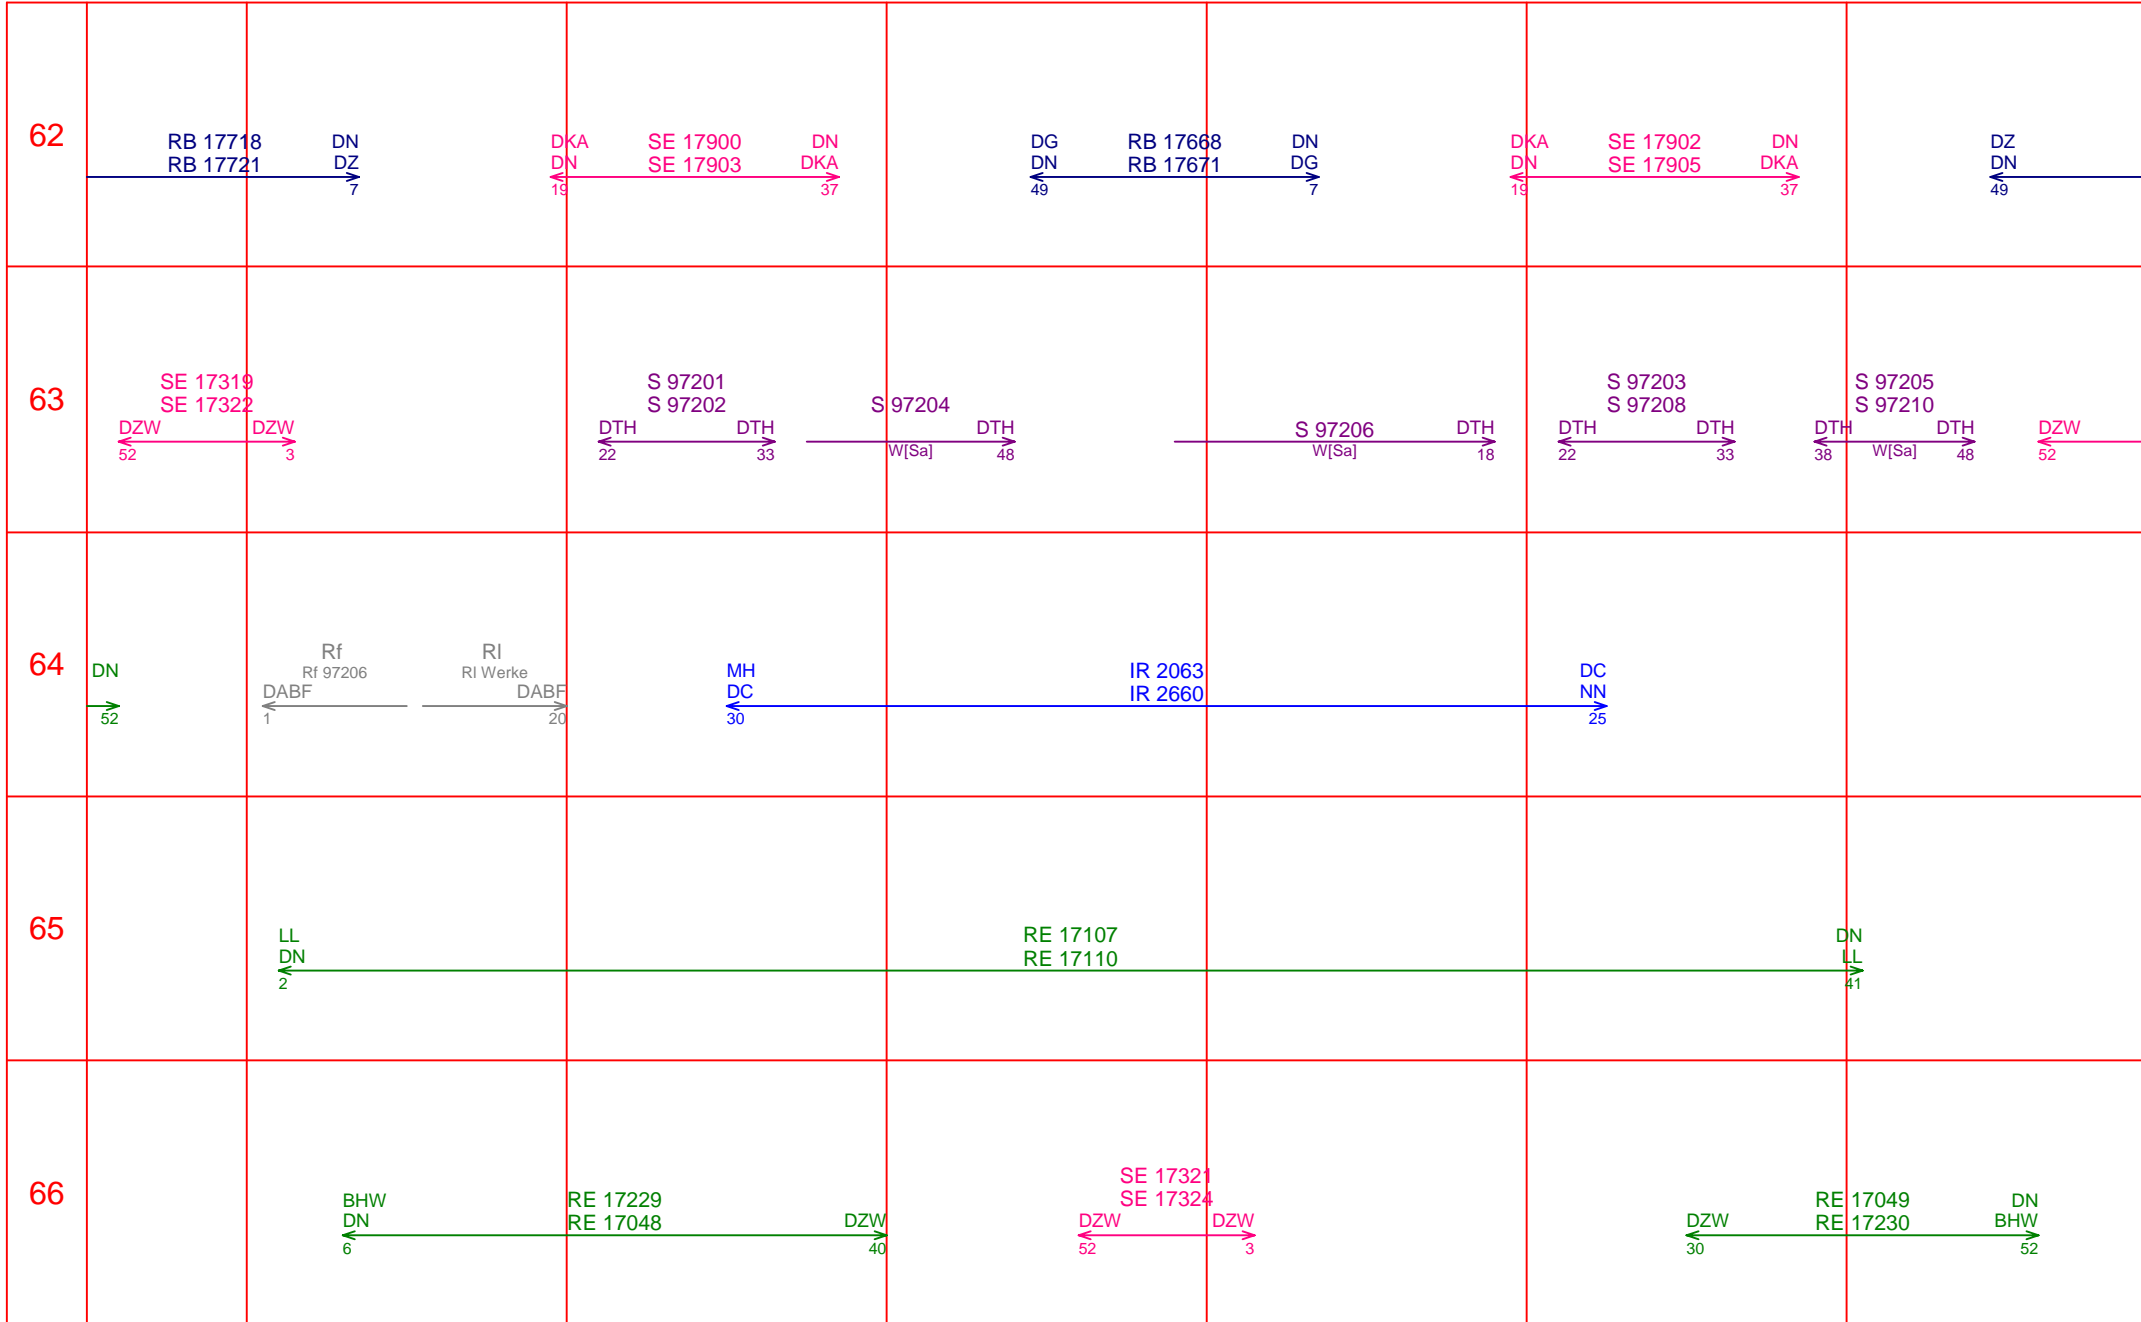 62
RB 17718 DN
RB 17721 DZ
7
DKA SE 17900 DN
DN SE 17903 DKA
19 37
DG RB 17668 DN
DN RB 17671 DG
49 7
DKA SE 17902 DN
DN SE 17905 DKA
19 37
DZ
DN
49
63
SE 17319
SE 17322
DZW DZW
52 3
S 97201
S 97202
DTH DTH
22 33
S 97204
DTH
W[Sa] 48
S 97206 DTH
W[Sa] 18
S 97203
S 97208
DTH DTH
22 33
S 97205
S 97210
DTH DTH
38 W[Sa] 48
DZW
52
64
DN
52
Rf
Rf 97206
DABF
1
Rl
Rl Werke
DABF
20
MH IR 2063 DC
DC IR 2660 NN
30 25
65
LL RE 17107 DN
DN RE 17110 LL
2 41
66
BHW RE 17229
DN RE 17048 DZW
6 40
SE 17321
SE 17324
DZW DZW
52 3
RE 17049 DN
DZW RE 17230 BHW
30 52